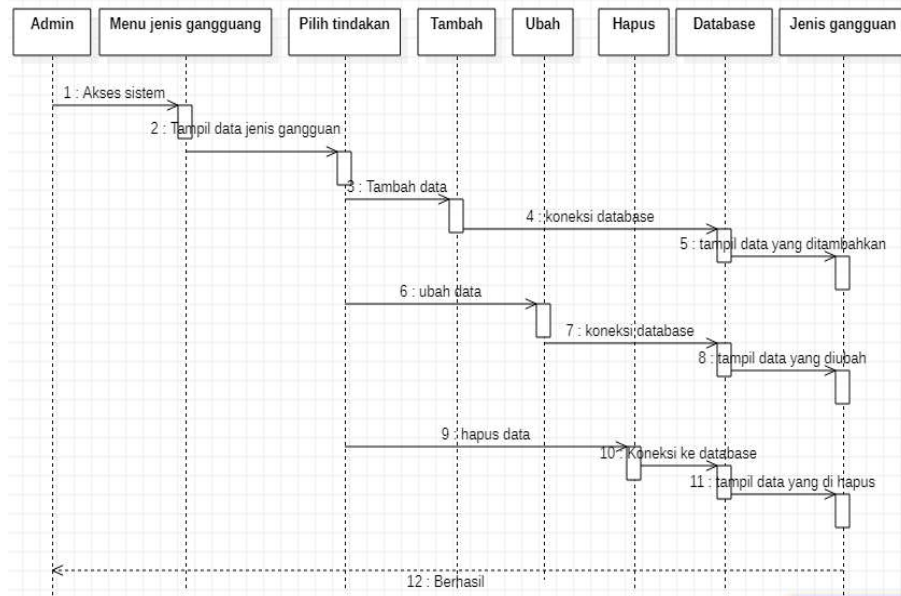 Admin
Menu jenis gangguang
Pilih tindakan
Tambah
Ubah
Hapus
Database
Jenis gangguan
1 : Akses sistem
2 : Tampil data jenis gangguan
3 : Tambah data
4 : koneksi database
5 : tampil data yang ditambahkan
6 : ubah data
7 : koneksi database
8 : tampil data yang diubah
9 : hapus data
10 : Koneksi ke database
11 : tampil data yang di hapus
12 : Berhasil